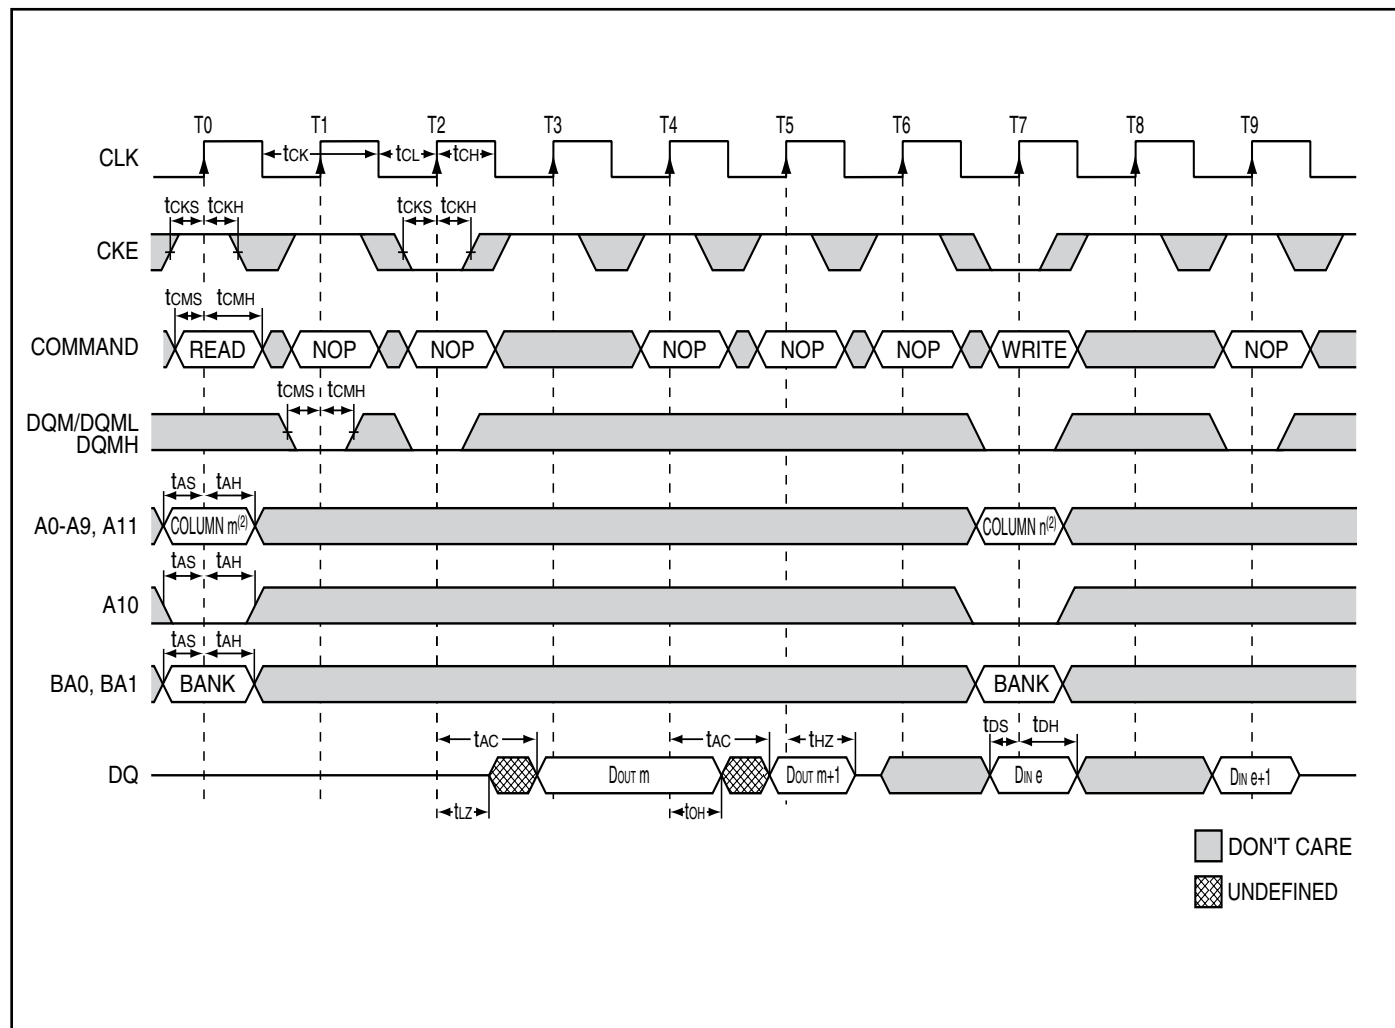 T0 T1 T2 T3 T4 T5 T6 T7 T8 T9
CLK tCK tCL tCH
tCKS tCKH tCKS tCKH
CKE
tCMS tCMH
COMMAND READ NOP NOP NOP NOP NOP WRITE NOP
tCMS tCMH
DQM/DQML
DQMH
tAS tAH
A0-A9, A11 COLUMN m(2) COLUMN n(2)
tAS tAH
A10
tAS tAH
BA0, BA1 BANK BANK
tAC tAC tHZ tDS tDH
DQ DOUT m DOUT m+1 DIN e DIN e+1
tLZ tOH
DON'T CARE
UNDEFINED